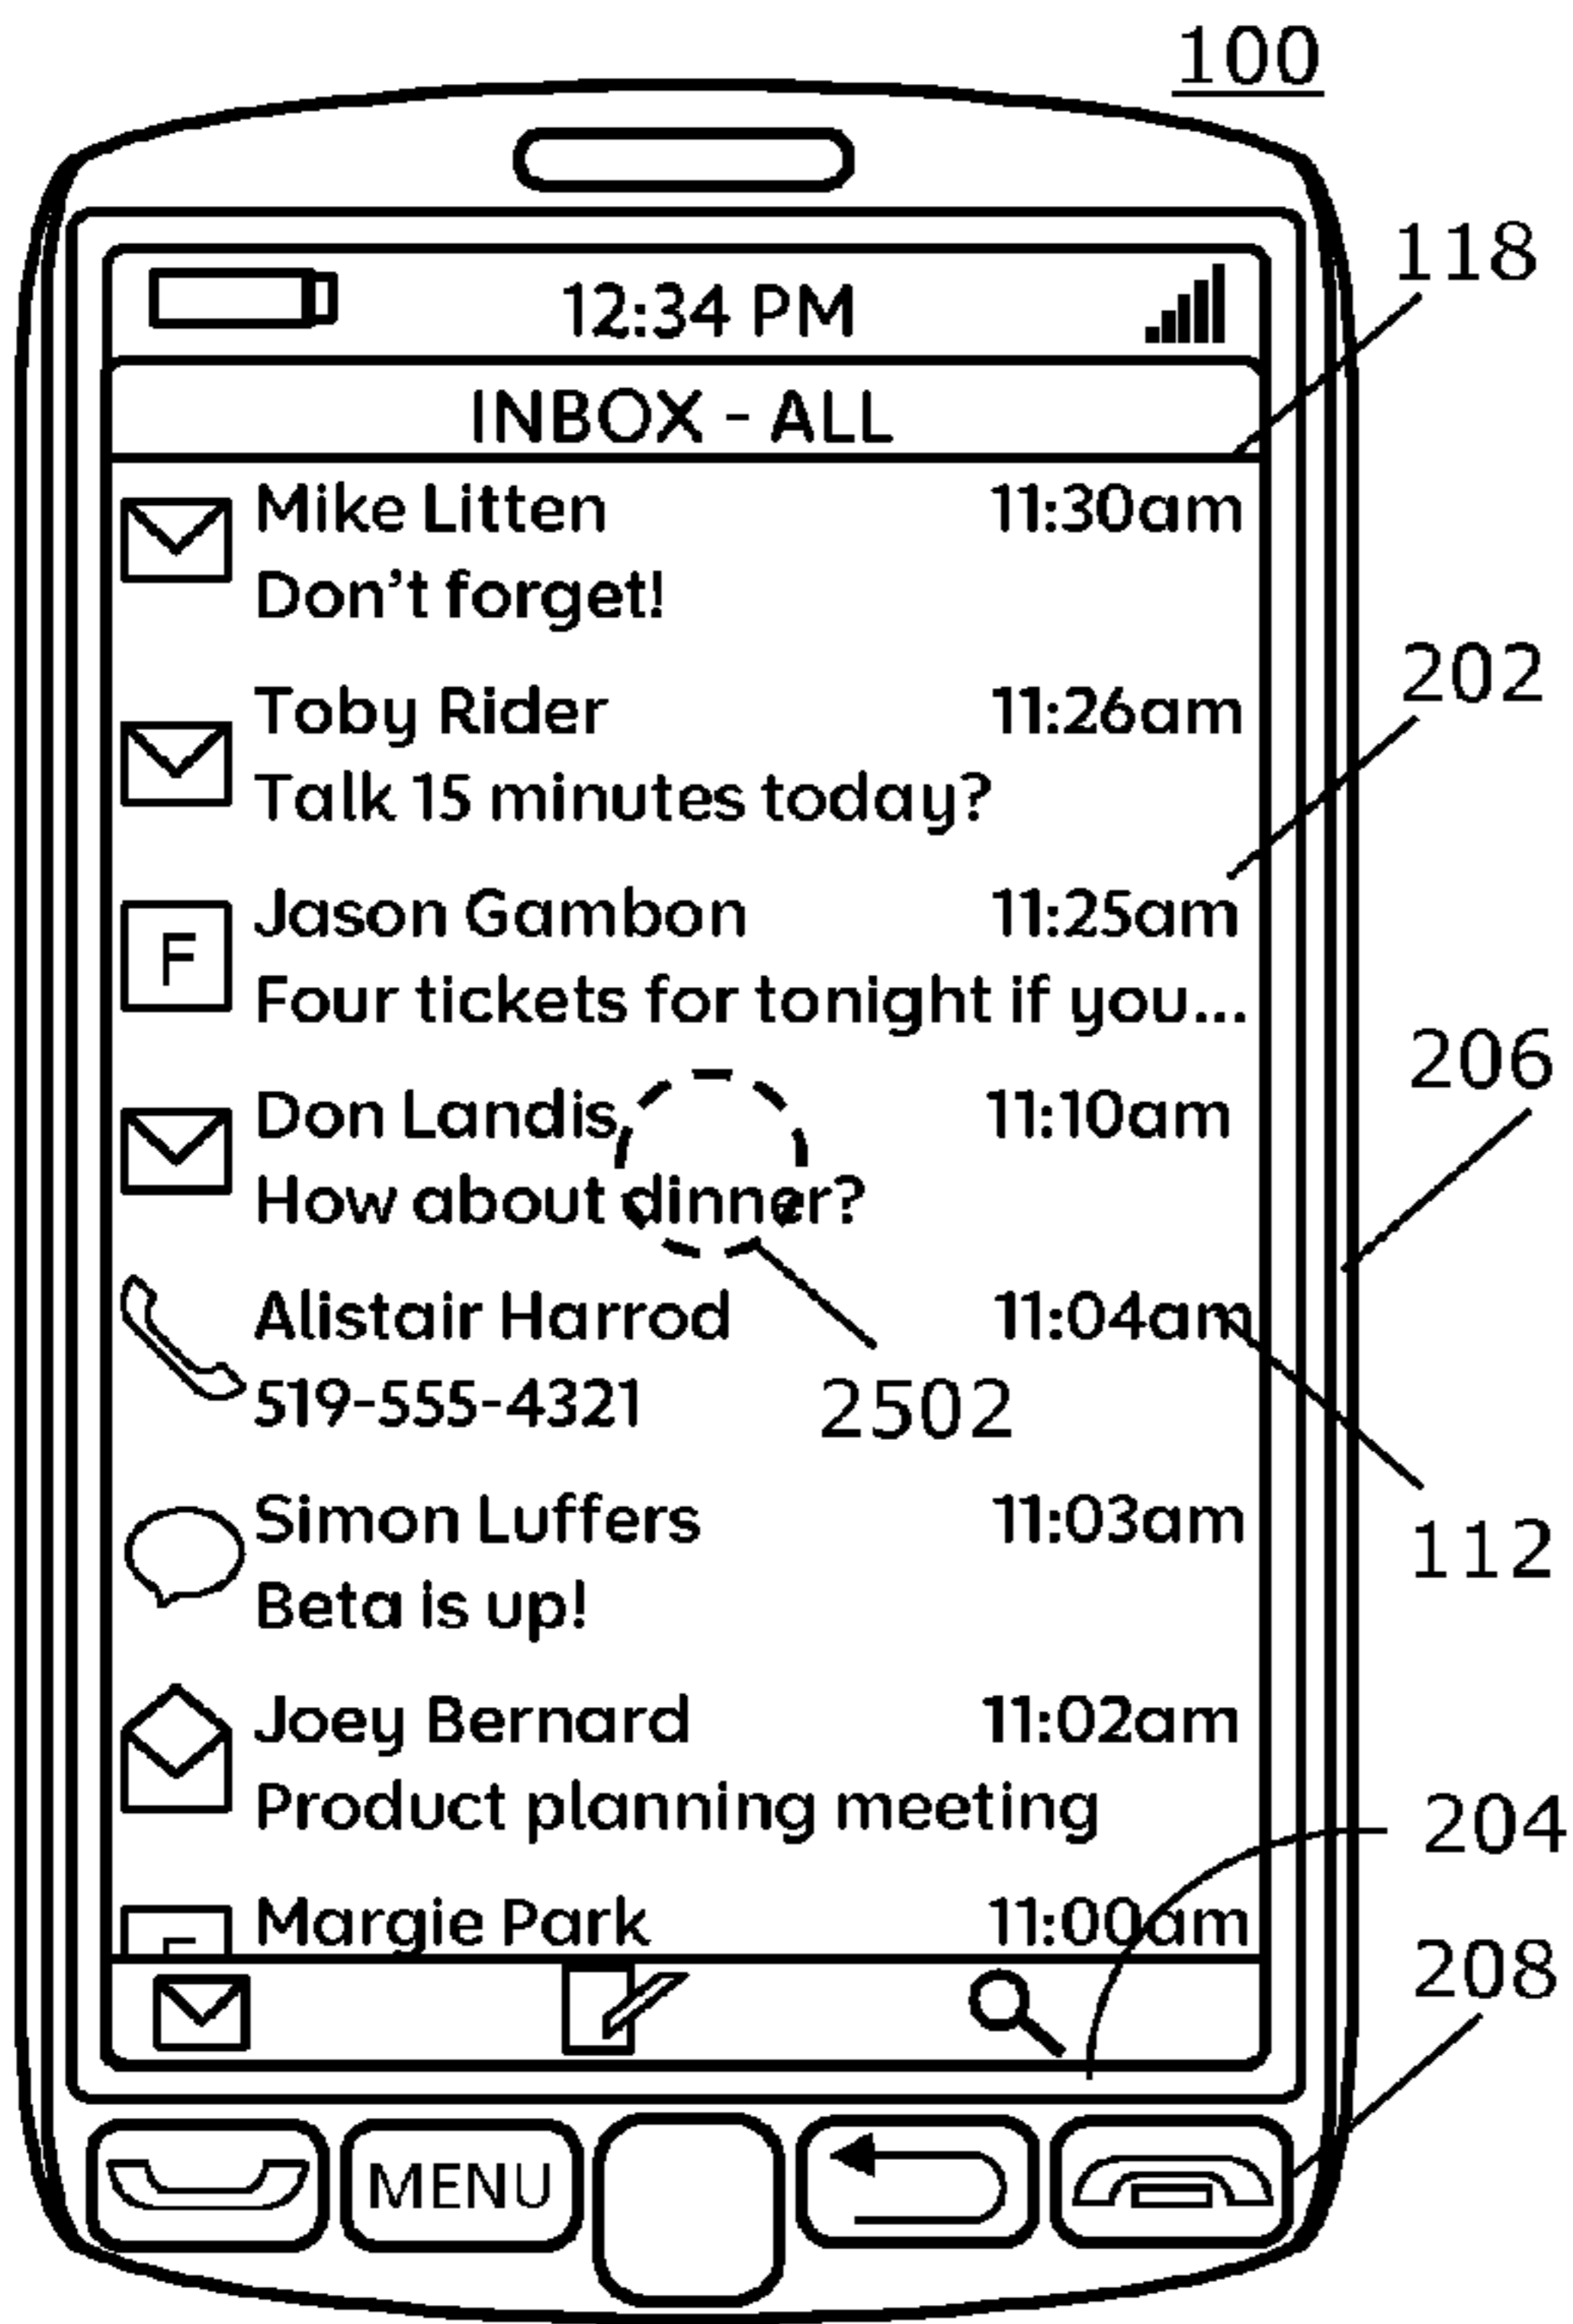 100
12:34 PM
118
INBOX - ALL
Mike Litten 11:30am
Don't forget!
202
Toby Rider 11:26am
Talk 15 minutes today?
F
Jason Gambon 11:25am
Four tickets for tonight if you...
206
Don Landis 11:10am
How about dinner?
Alistair Harrod 11:04am
519-555-4321
2502
Simon Luffers 11:03am
112
Beta is up!
Joey Bernard 11:02am
Product planning meeting
204
Margie Park 11:00am
208
MENU